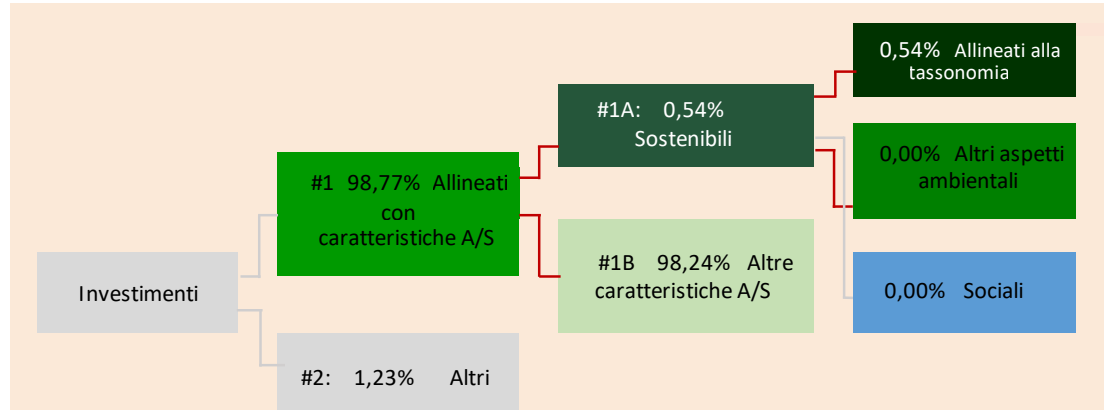 0,54% Allineati alla
tassonomia
#1A: 0,54%
Sostenibili
0,00% Altri aspetti
ambientali
#1 98,77% Allineati
con
caratteristiche A/S
#1B 98,24% Altre
caratteristiche A/S
Investimenti
0,00% Sociali
#2: 1,23% Altri